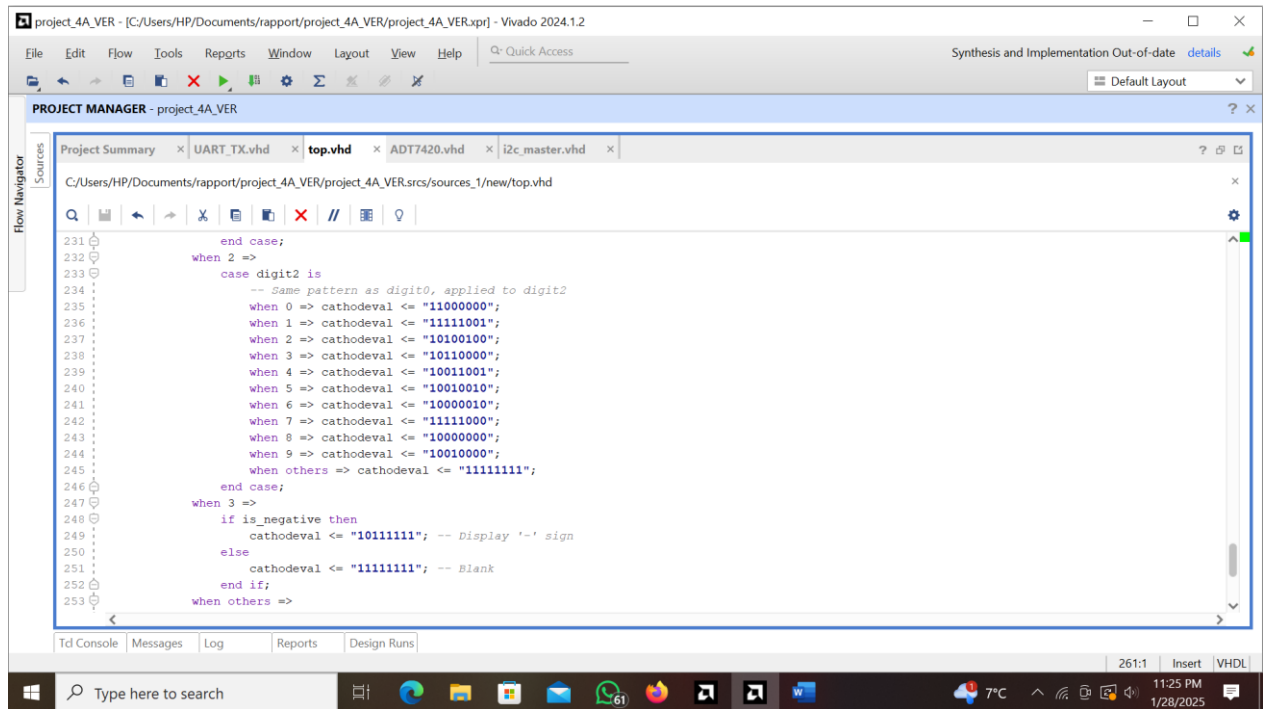 project_4A_VER - [C:/Users/HP/Documents/rapport/project_4A_VER/project_4A_VER.xpr] - Vivado 2024.1.2
File Edit Flow Tools Reports Window Layout View Help Quick Access Synthesis and Implementation Out-of-date details
Default Layout
PROJECT MANAGER - project_4A_VER
Flow Navigator
Sources
Project Summary UART_TX.vhd top.vhd ADT7420.vhd i2c_master.vhd
C:/Users/HP/Documents/rapport/project_4A_VER/project_4A_VER.srcs/sources_1/new/top.vhd
231 end case;
232 when 2 =>
233 case digit2 is
234 -- Same pattern as digit0, applied to digit2
235 when 0 => cathodeval <= "11000000";
236 when 1 => cathodeval <= "11111001";
237 when 2 => cathodeval <= "10100100";
238 when 3 => cathodeval <= "10110000";
239 when 4 => cathodeval <= "10011001";
240 when 5 => cathodeval <= "10010010";
241 when 6 => cathodeval <= "10000010";
242 when 7 => cathodeval <= "11111000";
243 when 8 => cathodeval <= "10000000";
244 when 9 => cathodeval <= "10010000";
245 when others => cathodeval <= "11111111";
246 end case;
247 when 3 =>
248 if is_negative then
249 cathodeval <= "10111111"; -- Display '-' sign
250 else
251 cathodeval <= "11111111"; -- Blank
252 end if;
253 when others =>
Tcl Console Messages Log Reports Design Runs
261:1 Insert VHDL
Type here to search 61 1 7°C 11:25 PM
1/28/2025